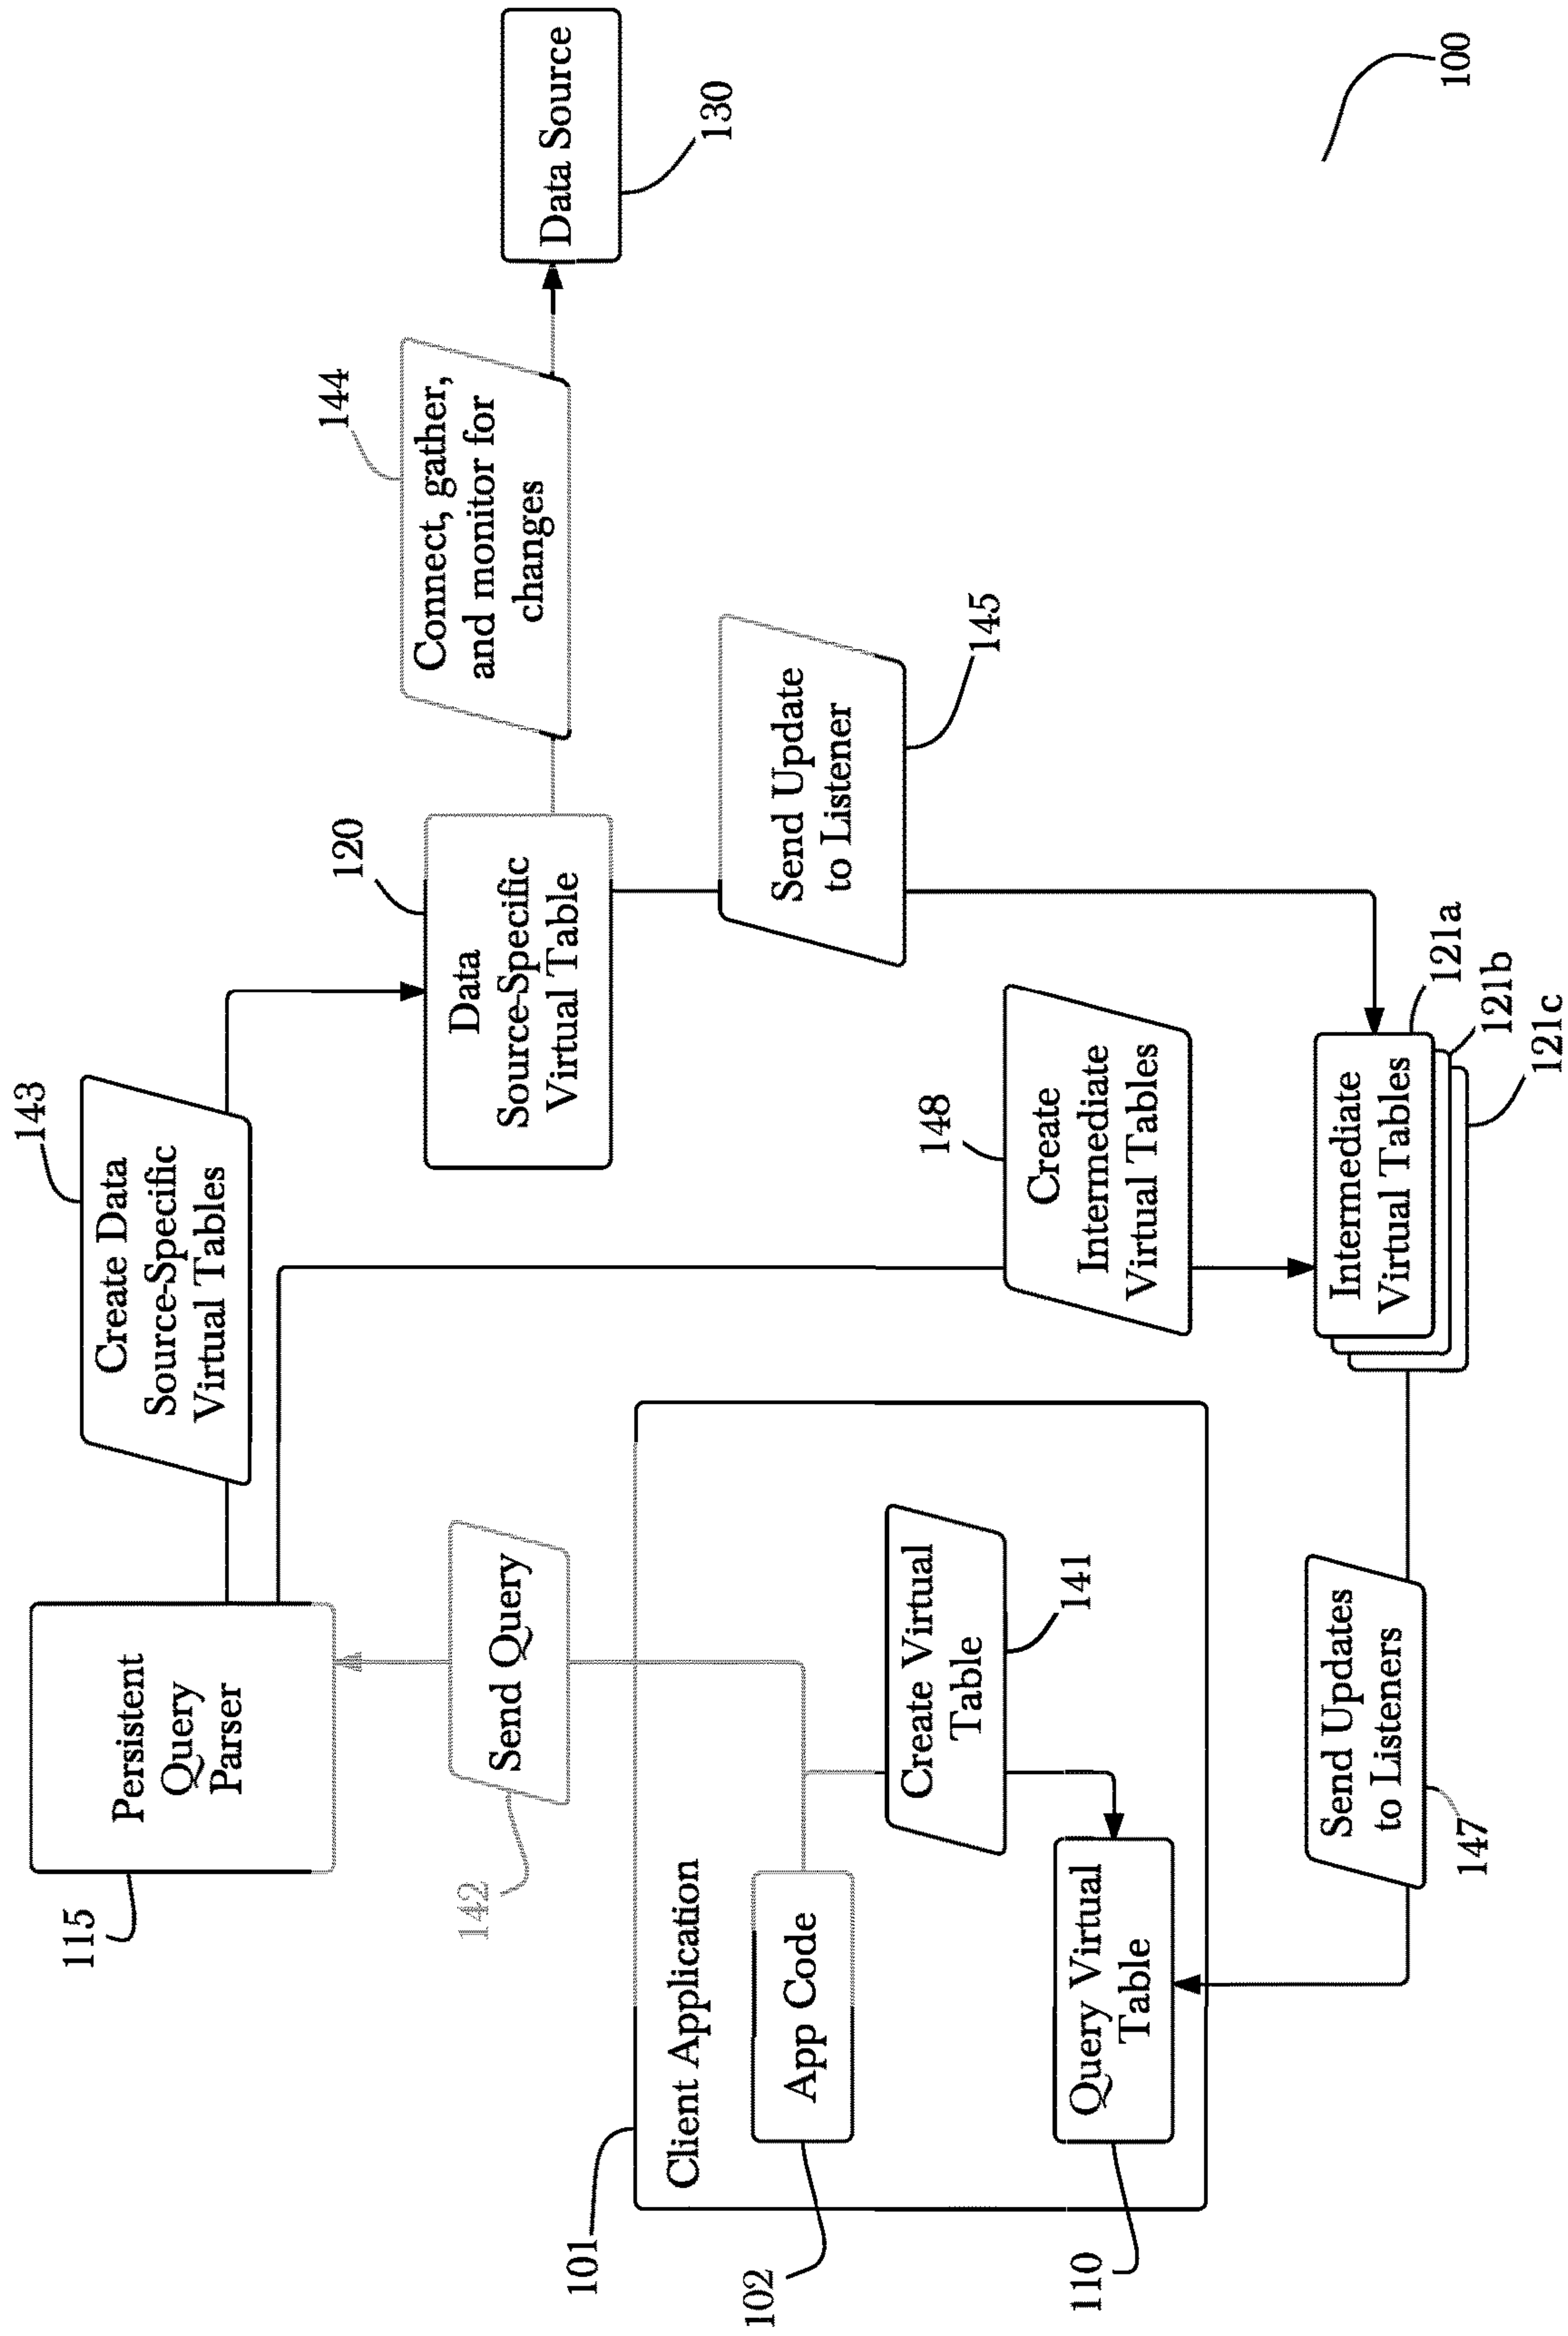 115
Persistent
Query
Parser
143
Create Data
Source-Specific
Virtual Tables
142
Send Query
120
Data
Source-Specific
Virtual Table
144
Connect, gather,
and monitor for
changes
Data Source
130
101
Client Application
102
App Code
Create Virtual
Table
141
110
Query Virtual
Table
148
Create
Intermediate
Virtual Tables
Send Update
to Listener
145
Intermediate
Virtual Tables
121a
121b
121c
Send Updates
to Listeners
147
100